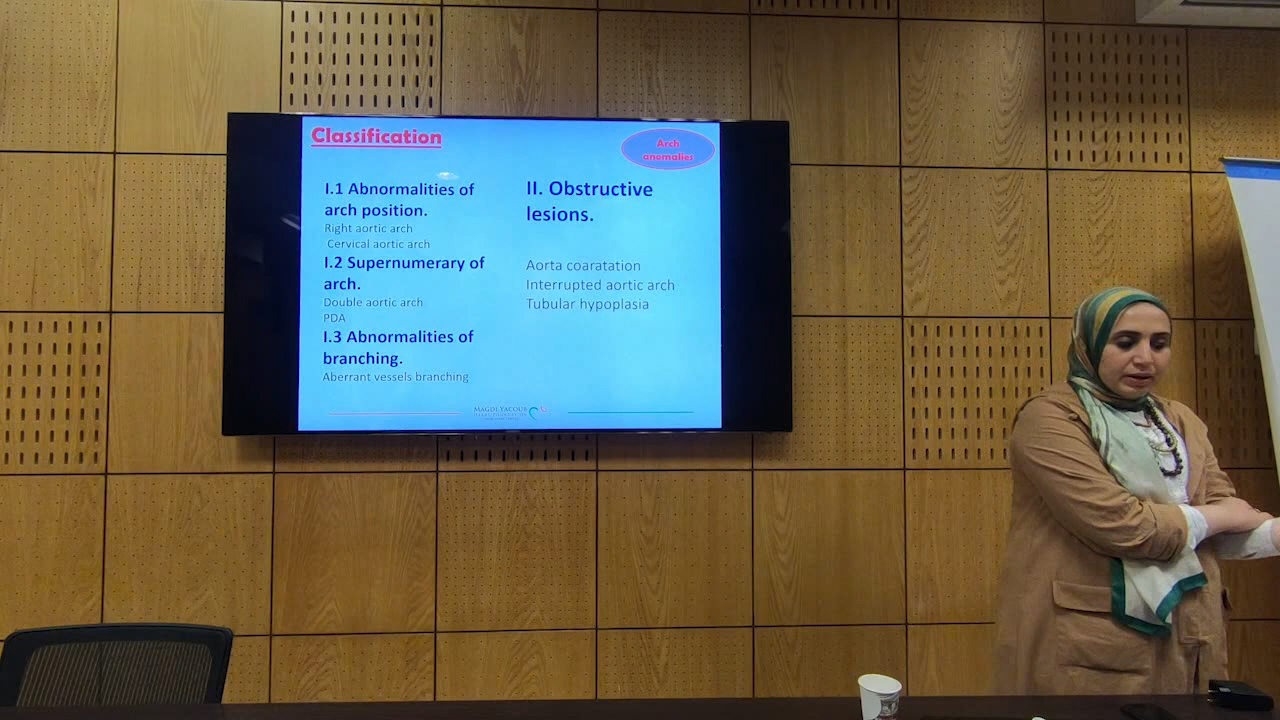 Classification
Arch
anomalies
I.1 Abnormalities of
arch position.
Right aortic arch
Cervical aortic arch
I.2 Supernumerary of
arch.
Double aortic arch
PDA
I.3 Abnormalities of
branching.
Aberrant vessels branching
II. Obstructive
lesions.
Aorta coaratation
Interrupted aortic arch
Tubular hypoplasia
MAGDI YACOUB